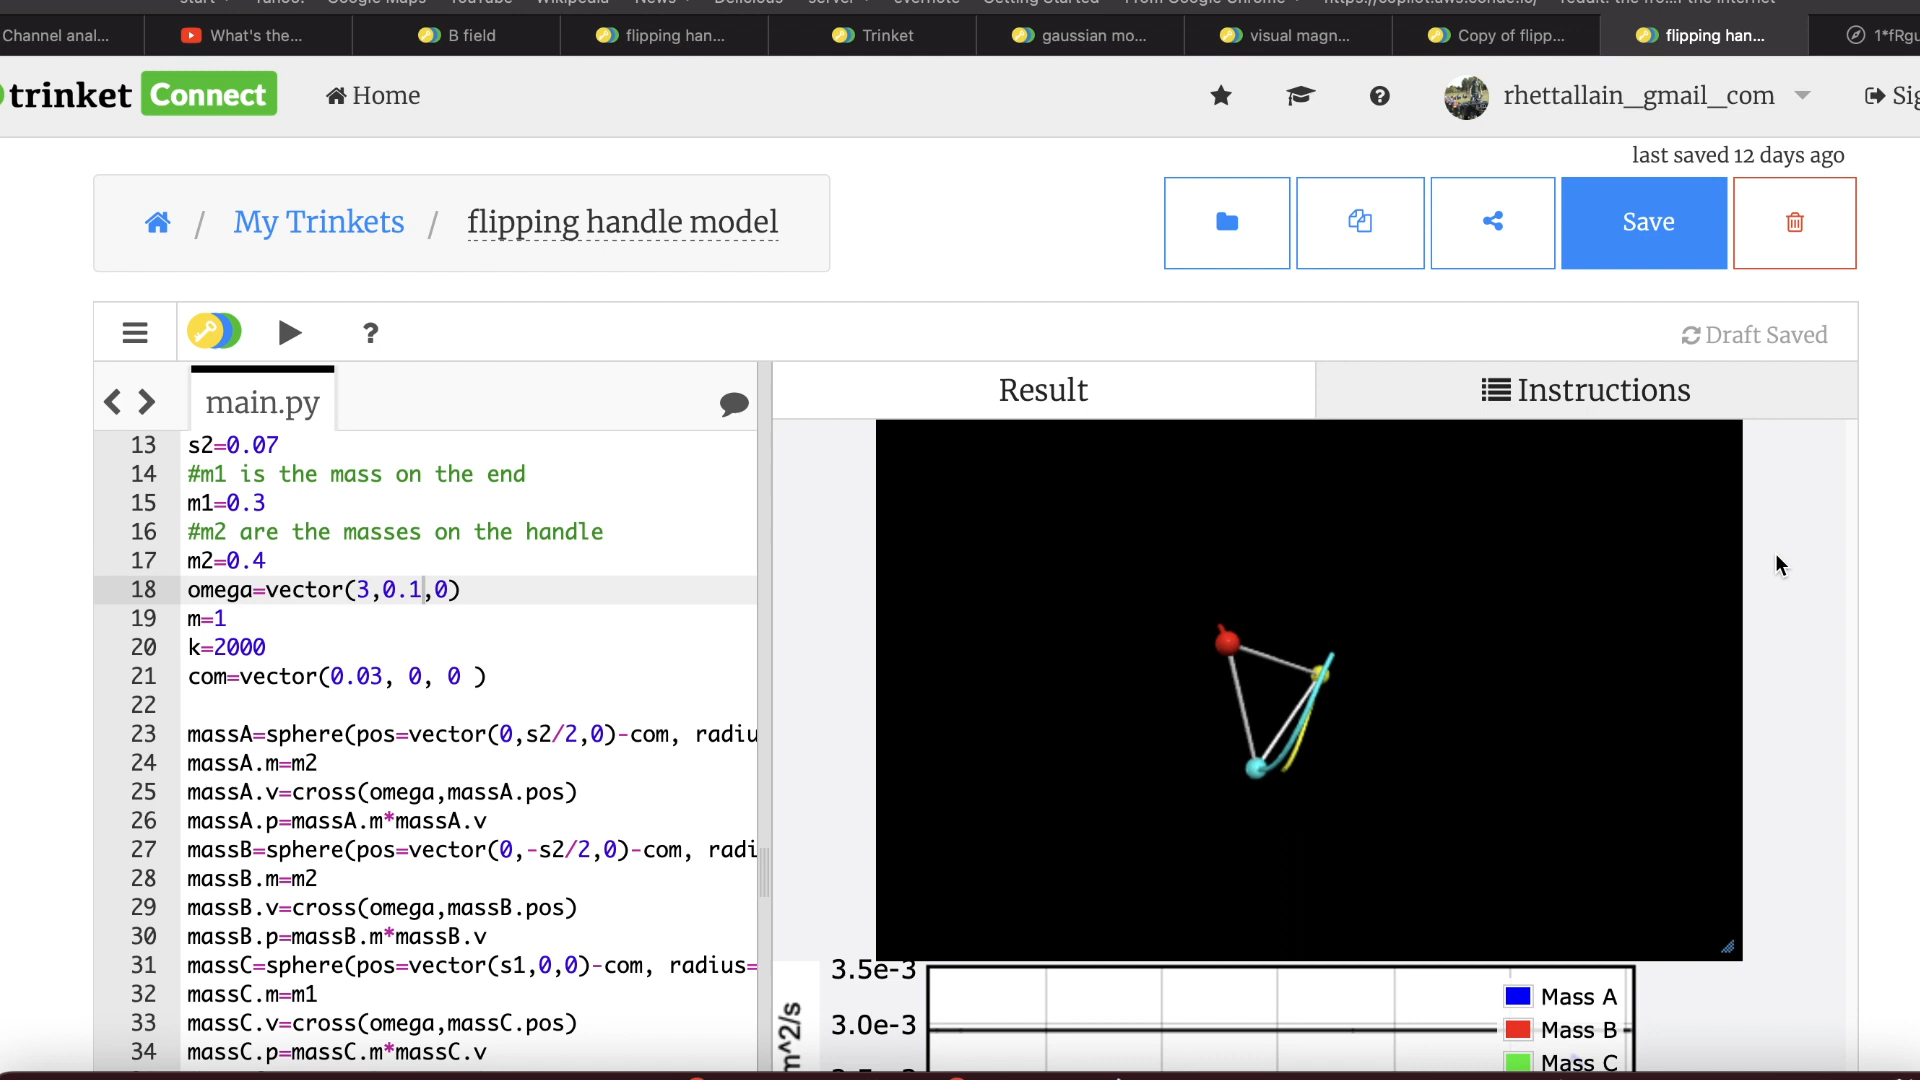 Channel anal...
What's the...
B field
flipping han...
Trinket
gaussian mo...
visual magn...
Copy of flipp...
flipping han...
trinket Connect
Home
rhettallain_gmail_com
last saved 12 days ago
/ My Trinkets / flipping handle model
Save
?
Draft Saved
main.py
Result
Instructions
13 s2=0.07
14 #m1 is the mass on the end
15 m1=0.3
16 #m2 are the masses on the handle
17 m2=0.4
18 omega=vector(3,0.1,0)
19 m=1
20 k=2000
21 com=vector(0.03, 0, 0 )
22
23 massA=sphere(pos=vector(0,s2/2,0)-com, radiu
24 massA.m=m2
25 massA.v=cross(omega,massA.pos)
26 massA.p=massA.m*massA.v
27 massB=sphere(pos=vector(0,-s2/2,0)-com, radi
28 massB.m=m2
29 massB.v=cross(omega,massB.pos)
30 massB.p=massB.m*massB.v
31 massC=sphere(pos=vector(s1,0,0)-com, radius=
32 massC.m=m1
33 massC.v=cross(omega,massC.pos)
34 massC.p=massC.m*massC.v
3.5e-3
3.0e-3
m^2/s
Mass A
Mass B
Mass C